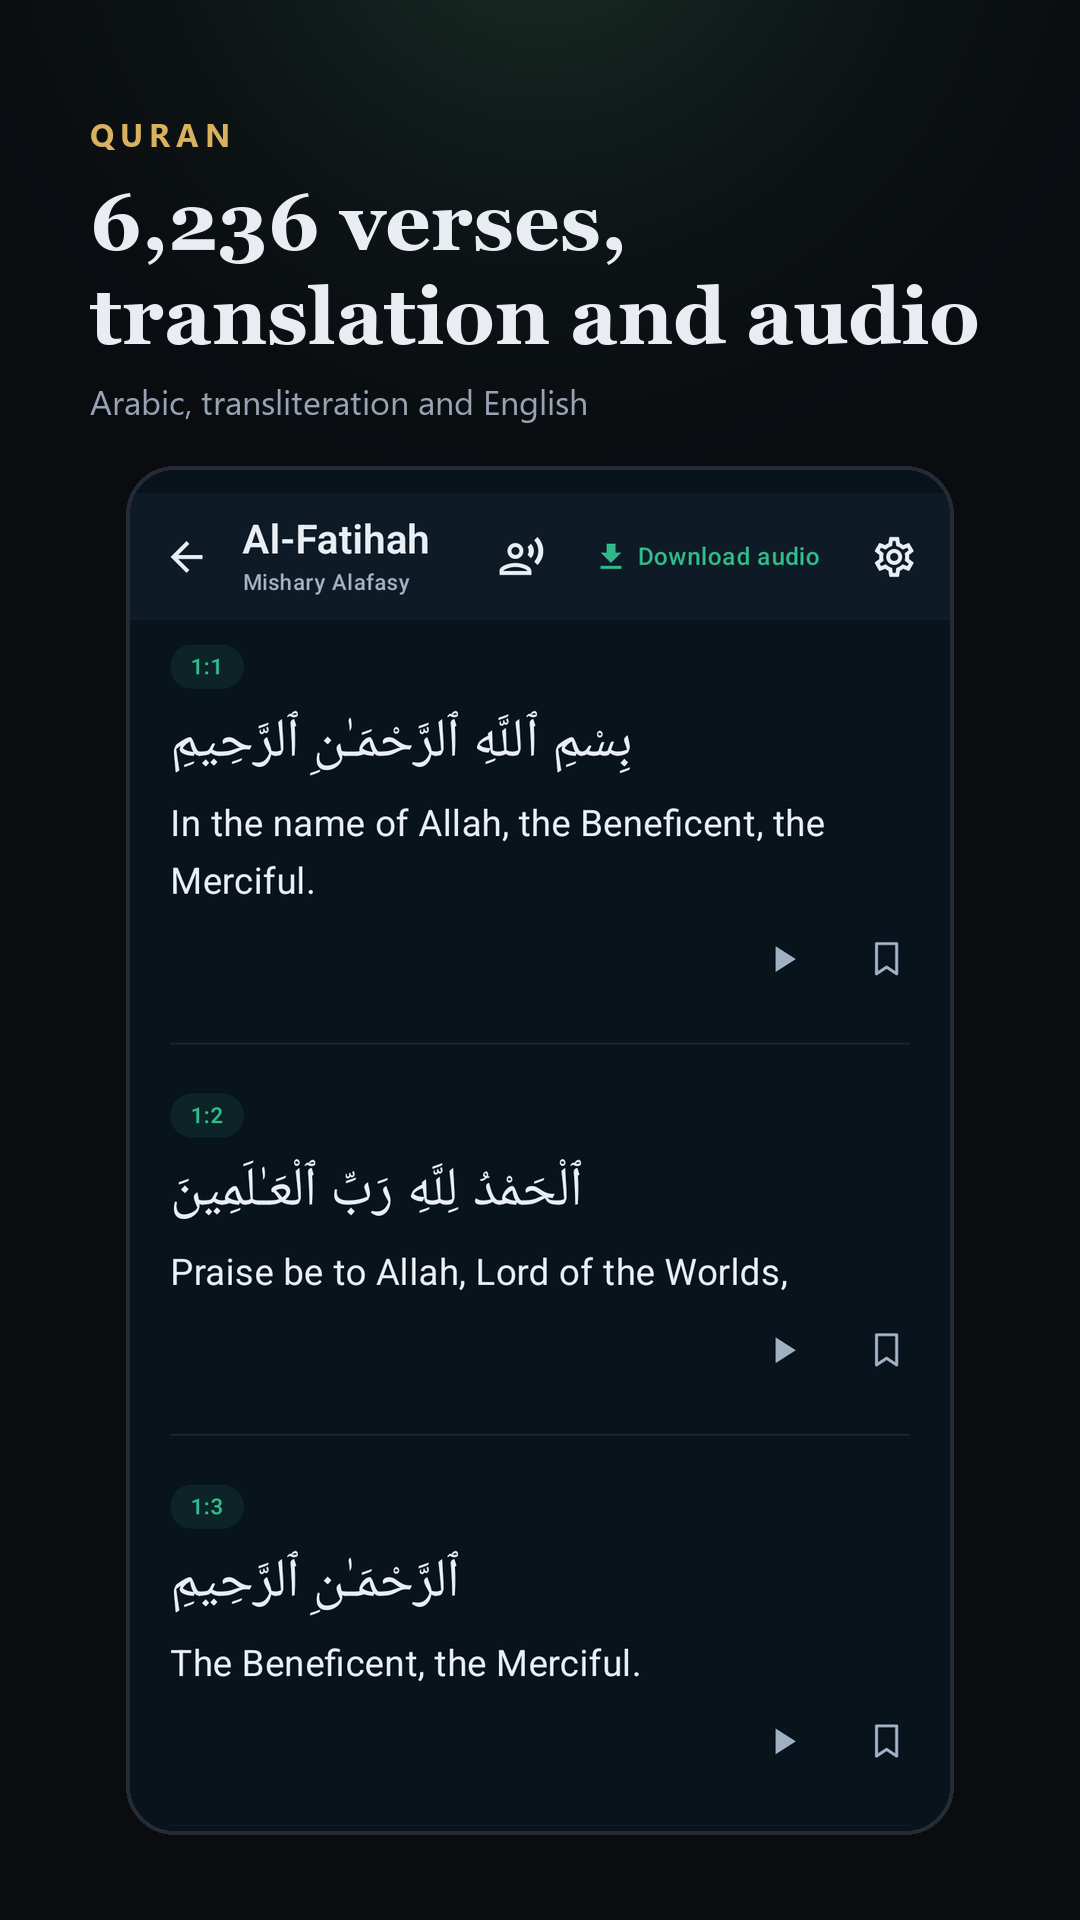 QURAN
6,236 verses,
translation and audio
Arabic, transliteration and English
Al-Fatihah
Mishary Alafasy
Download audio
1:1
بِسْمِ ٱللَّهِ ٱلرَّحْمَـٰنِ ٱلرَّحِيمِ
In the name of Allah, the Beneficent, the
Merciful.
1:2
ٱلْحَمْدُ لِلَّهِ رَبِّ ٱلْعَـٰلَمِينَ
Praise be to Allah, Lord of the Worlds,
1:3
ٱلرَّحْمَـٰنِ ٱلرَّحِيمِ
The Beneficent, the Merciful.